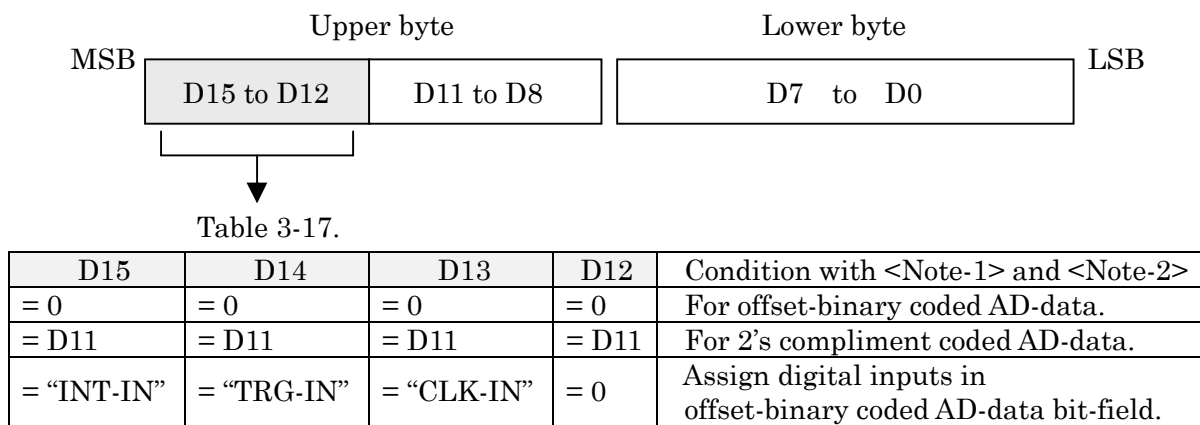 Upper byte Lower byte
MSB LSB
D15 to D12 D11 to D8 D7 to D0
Table 3-17.
D15 D14 D13 D12 Condition with <Note-1> and <Note-2>
= 0 = 0 = 0 = 0 For offset-binary coded AD-data.
= D11 = D11 = D11 = D11 For 2's compliment coded AD-data.
= “INT-IN” = “TRG-IN” = “CLK-IN” = 0 Assign digital inputs in
offset-binary coded AD-data bit-field.